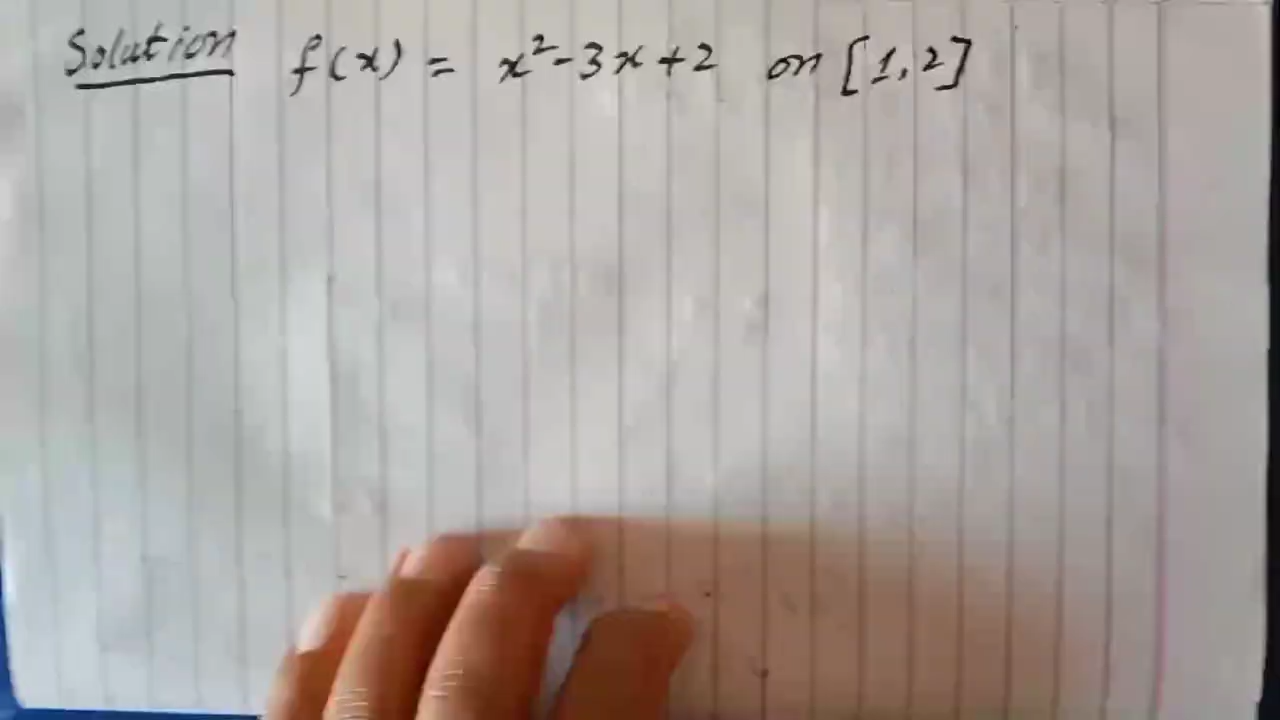 Solution f(x) = x²-3x+2 on [1,2]